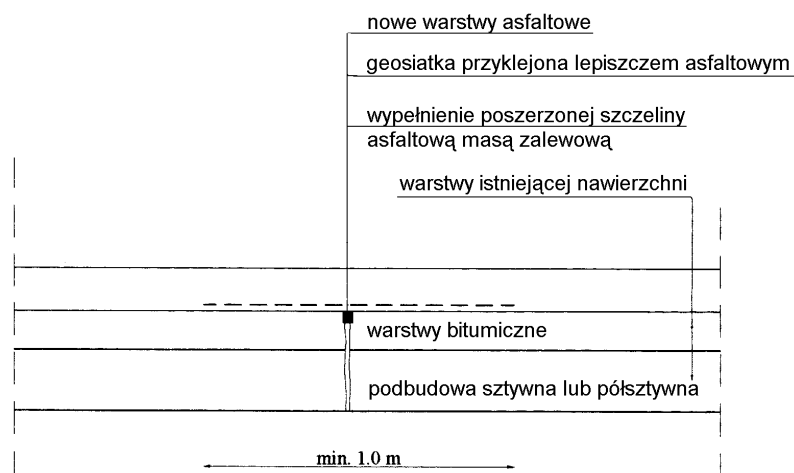 nowe warstwy asfaltowe
geosiatka przyklejona lepiszczem asfaltowym
wypełnienie poszerzonej szczeliny
asfaltową masą zalewową
warstwy istniejącej nawierzchni
warstwy bitumiczne
podbudowa sztywna lub półsztywna
min. 1.0 m